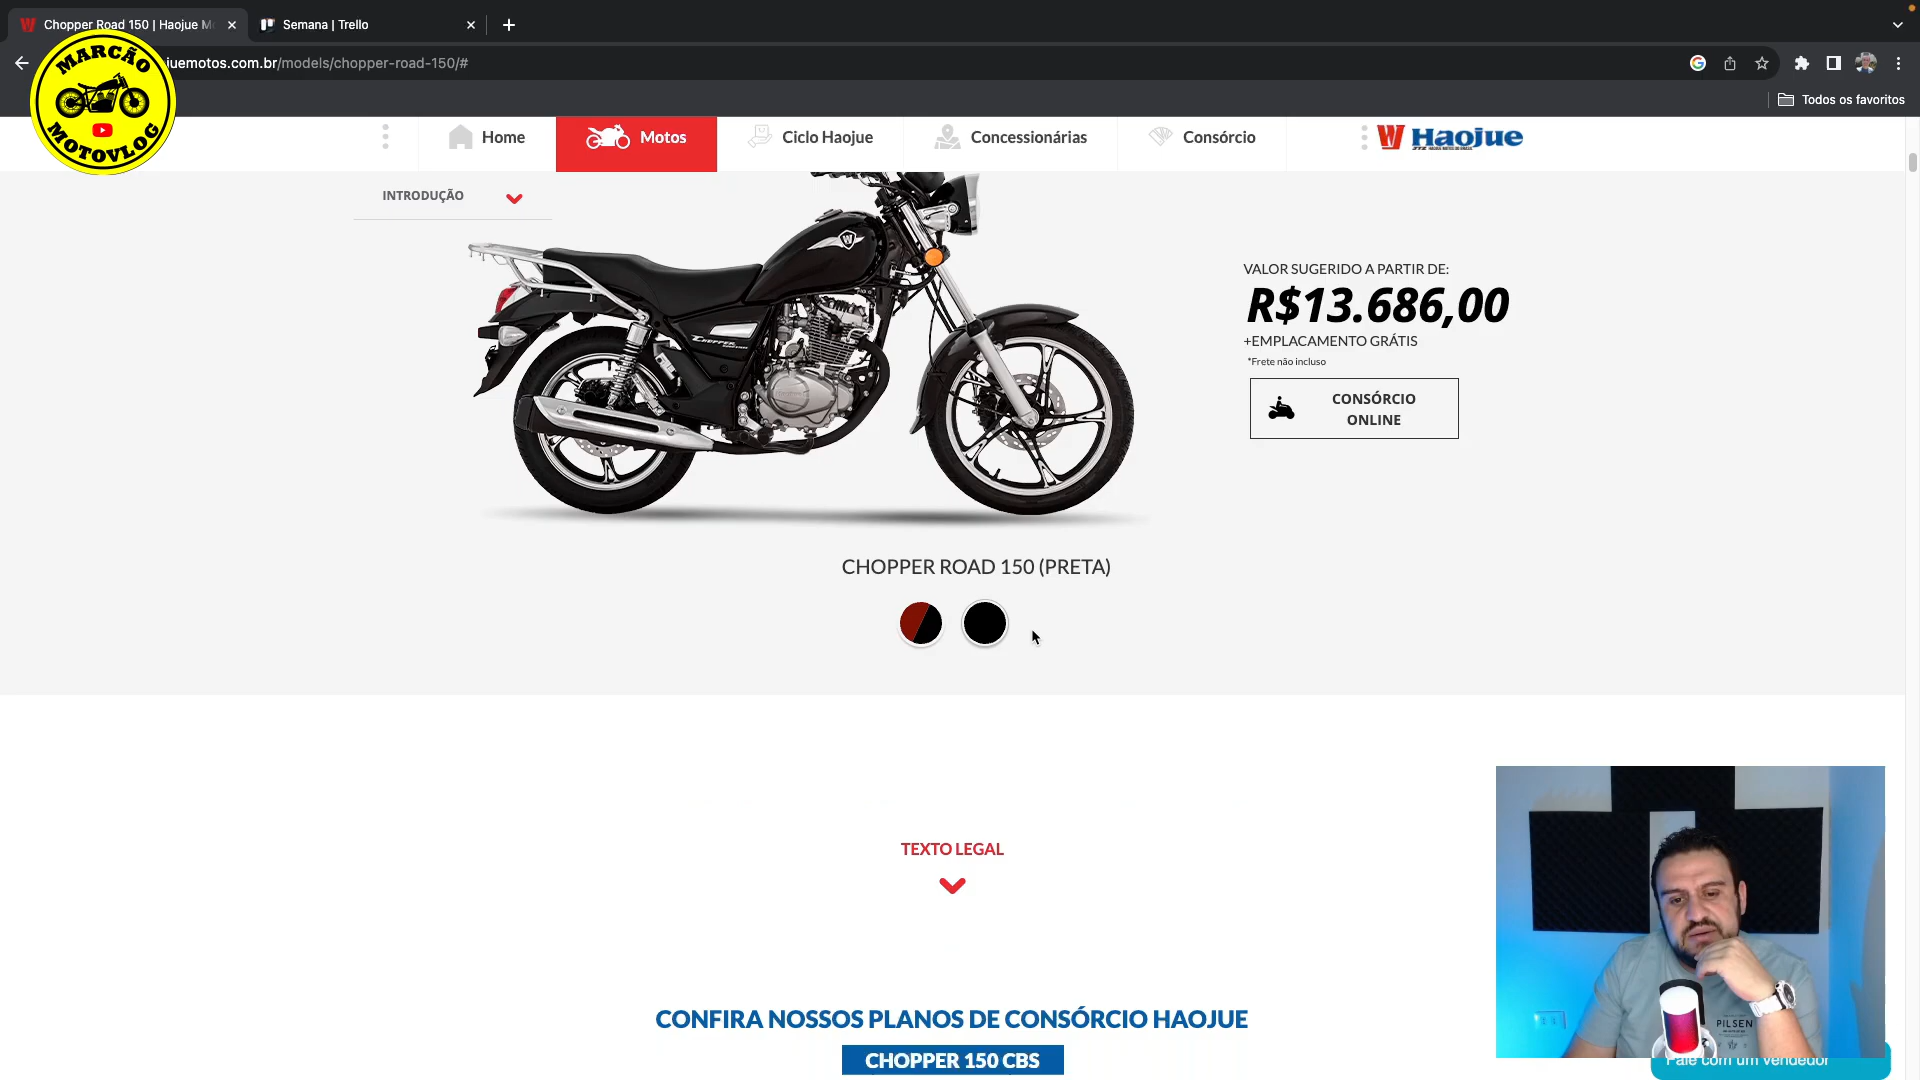 Chopper Road 150 | Haojue M
Semana | Trello
juemotos.com.br/models/chopper-road-150/#
Todos os favoritos
MARCÃO
MOTOVLOG
Home
Motos
Ciclo Haojue
Concessionárias
Consórcio
Haojue
INTRODUÇÃO
VALOR SUGERIDO A PARTIR DE:
R$13.686,00
+EMPLACAMENTO GRÁTIS
*Frete não incluso
CONSÓRCIO
ONLINE
CHOPPER
CHOPPER ROAD 150 (PRETA)
TEXTO LEGAL
CONFIRA NOSSOS PLANOS DE CONSÓRCIO HAOJUE
CHOPPER 150 CBS
PILSEN
Fale com um vendedor